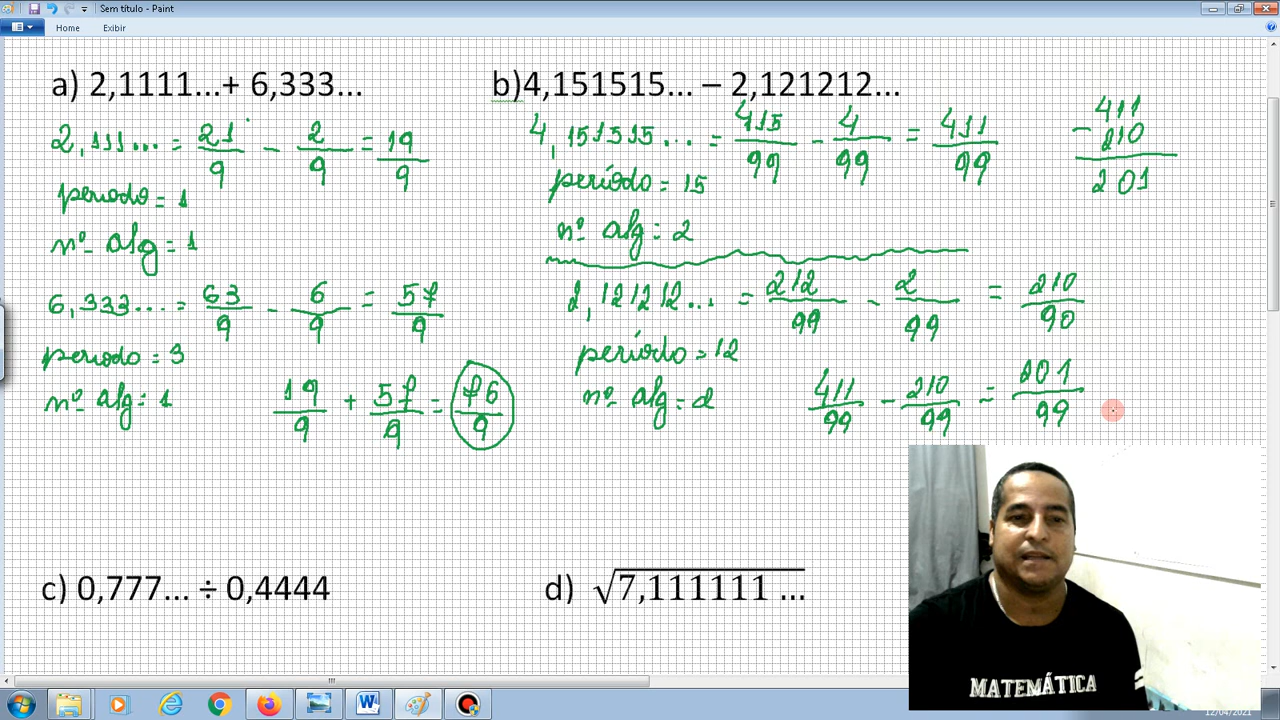 Sem título - Paint
Home Exibir
a) 2,1111...+ 6,333...
2,111... = 21/9 - 2/9 = 19/9
período = 1
nº alg = 1
6,333... = 63/9 - 6/9 = 57/9
período = 3
nº alg = 1
19/9 + 57/9 = 76/9
b)4,151515... – 2,121212...
4,151515... = 415/99 - 4/99 = 411/99
período = 15
nº alg = 2
411
- 210
201
2,121212... = 212/99 - 2/99 = 210/90
período = 12
nº alg = 2
411/99 - 210/99 = 201/99
c) 0,777... ÷ 0,4444
d) √7,111111 ...
MATEMÁTICA
12/04/2021